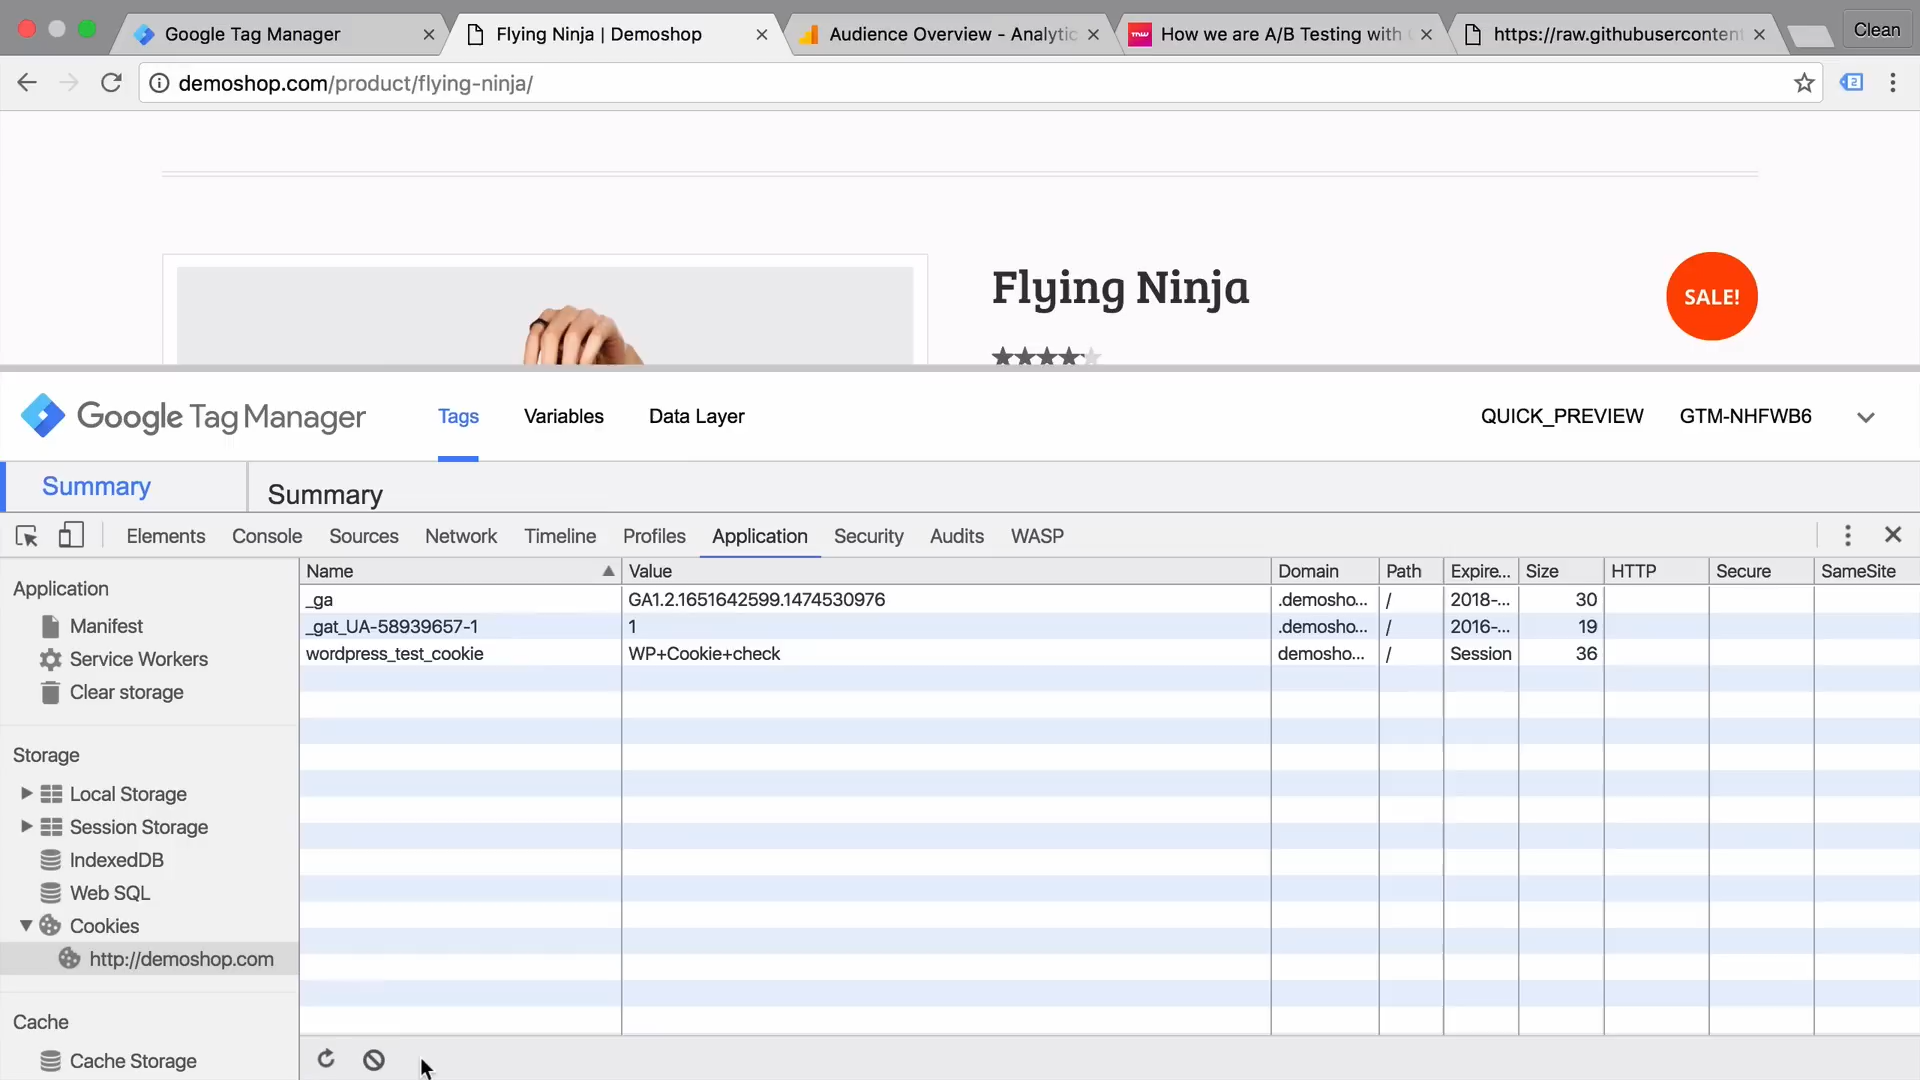 Google Tag Manager
Flying Ninja | Demoshop
Audience Overview - Analytic
How we are A/B Testing with
https://raw.githubusercontent
Clean
demoshop.com/product/flying-ninja/
2
Flying Ninja
SALE!
Google Tag Manager
Tags
Variables
Data Layer
QUICK_PREVIEW
GTM-NHFWB6
Summary
Summary
Elements
Console
Sources
Network
Timeline
Profiles
Application
Security
Audits
WASP
Application
Manifest
Service Workers
Clear storage
Storage
Local Storage
Session Storage
IndexedDB
Web SQL
Cookies
http://demoshop.com
Cache
Cache Storage
Name Value Domain Path Expire... Size HTTP Secure SameSite
_ga GA1.2.1651642599.1474530976 .demosho... / 2018-... 30
_gat_UA-58939657-1 1 .demosho... / 2016-... 19
wordpress_test_cookie WP+Cookie+check demosho... / Session 36